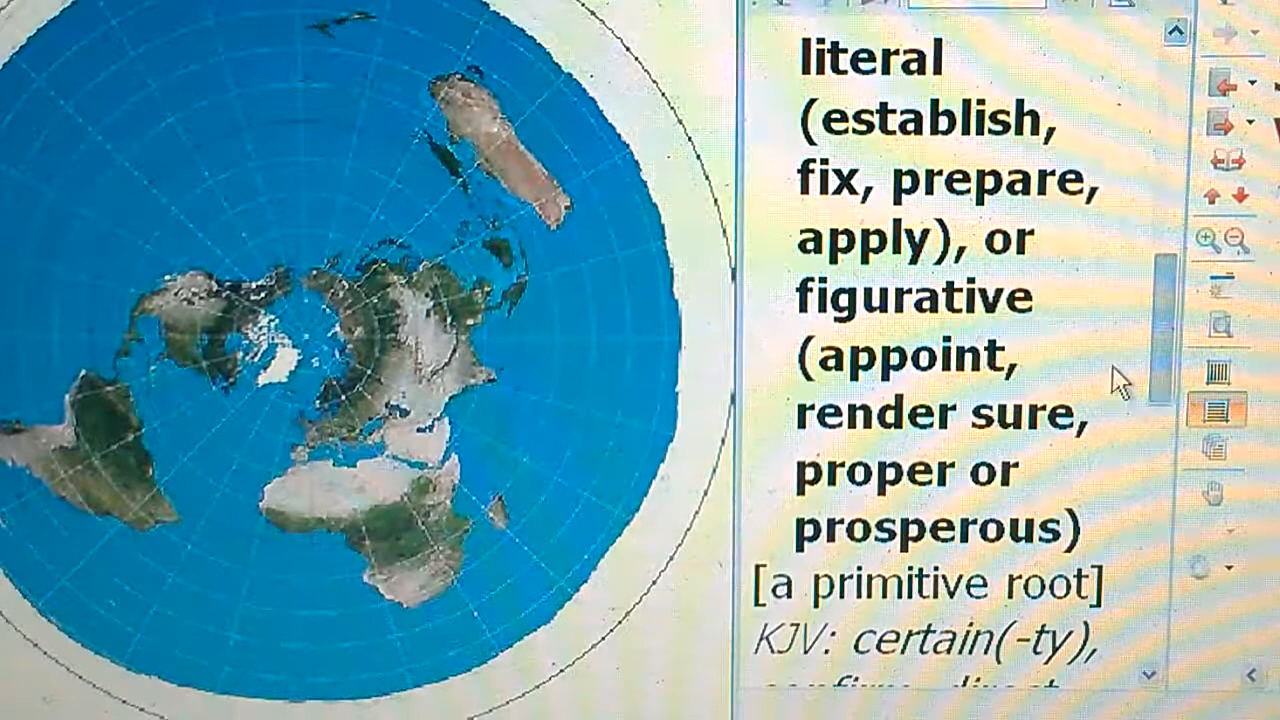 literal
(establish,
fix, prepare,
apply), or
figurative
(appoint,
render sure,
proper or
prosperous)
[a primitive root]
KJV: certain(-ty),